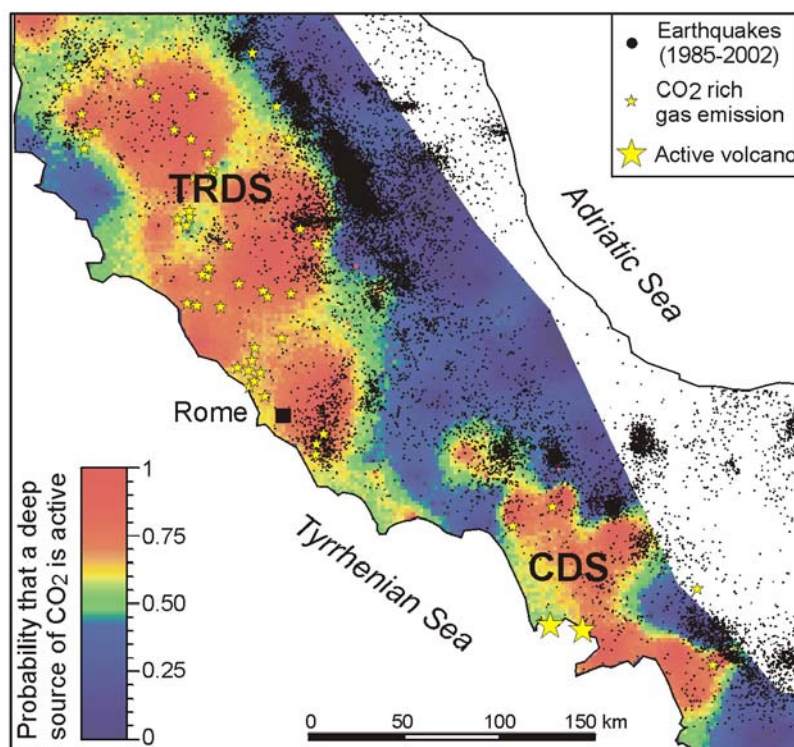 Earthquakes
(1985-2002)
CO2 rich
gas emission
Active volcano
TRDS
Adriatic Sea
Rome
Probability that a deep
source of CO2 is active
1
0.75
0.50
0.25
0
Tyrrhenian Sea
CDS
0 50 100 150 km